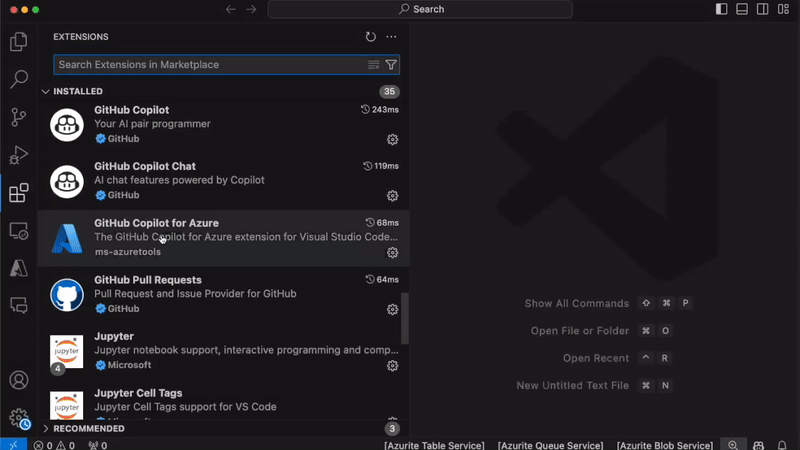 Search
EXTENSIONS
Search Extensions in Marketplace
INSTALLED
35
GitHub Copilot
243ms
Your AI pair programmer
GitHub
GitHub Copilot Chat
119ms
AI chat features powered by Copilot
GitHub
GitHub Copilot for Azure
68ms
The GitHub Copilot for Azure extension for Visual Studio Code...
ms-azuretools
GitHub Pull Requests
64ms
Pull Request and Issue Provider for GitHub
GitHub
Jupyter
Jupyter notebook support, interactive programming and comp...
Microsoft
jupyter
4
Jupyter Cell Tags
Jupyter Cell Tags support for VS Code
jupyter
RECOMMENDED
3
Show All Commands ⇧ ⌘ P
Open File or Folder ⌘ O
Open Recent ^ R
New Untitled Text File ⌘ N
0 0 0
[Azurite Table Service] [Azurite Queue Service] [Azurite Blob Service]